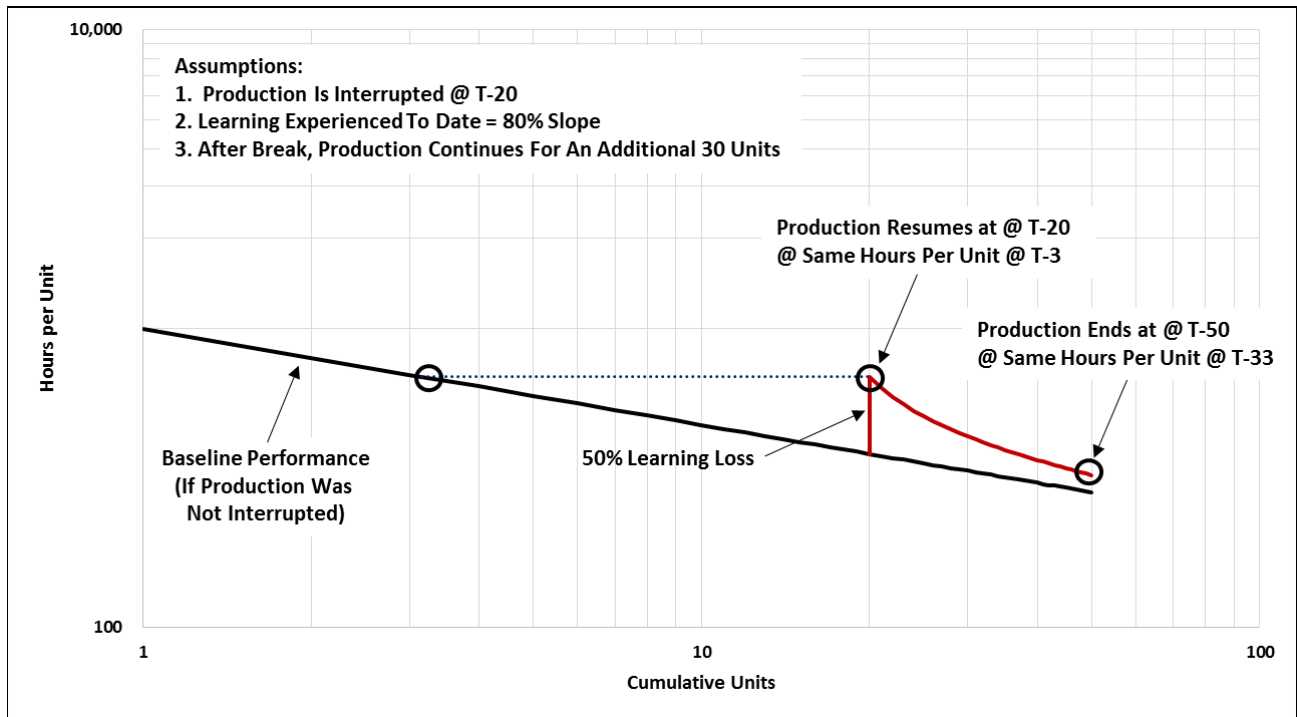 10,000
Assumptions:
1. Production Is Interrupted @ T-20
2. Learning Experienced To Date = 80% Slope
3. After Break, Production Continues For An Additional 30 Units
Production Resumes at @ T-20
@ Same Hours Per Unit @ T-3
Production Ends at @ T-50
@ Same Hours Per Unit @ T-33
Hours per Unit
Baseline Performance
(If Production Was
Not Interrupted)
50% Learning Loss
100
1
10
100
Cumulative Units